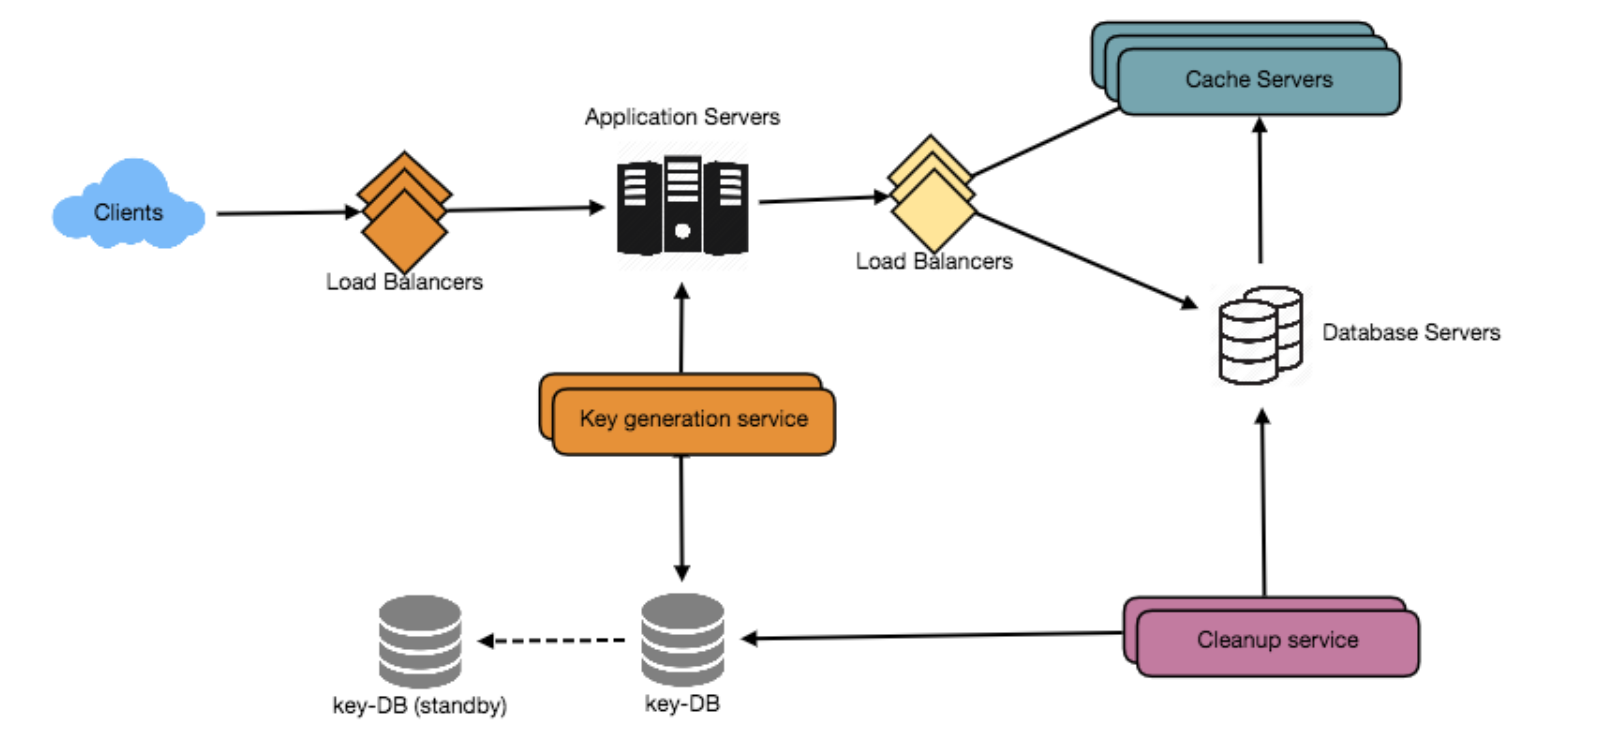 Cache Servers
Application Servers
Clients
Load Balancers
Load Balancers
Database Servers
Key generation service
Cleanup service
key-DB (standby)
key-DB